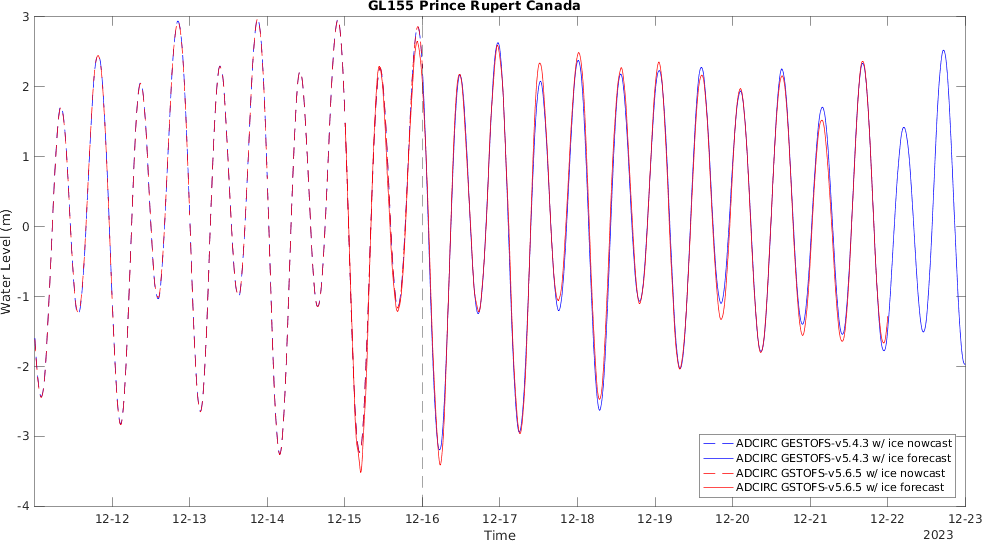 GL155 Prince Rupert Canada
3
2
1
0
-1
-2
-3
-4
Water Level (m)
ADCIRC GESTOFS-v5.4.3 w/ ice nowcast
ADCIRC GESTOFS-v5.4.3 w/ ice forecast
ADCIRC GSTOFS-v5.6.5 w/ ice nowcast
ADCIRC GSTOFS-v5.6.5 w/ ice forecast
12-12 12-13 12-14 12-15 12-16 12-17 12-18 12-19 12-20 12-21 12-22 12-23
Time 2023